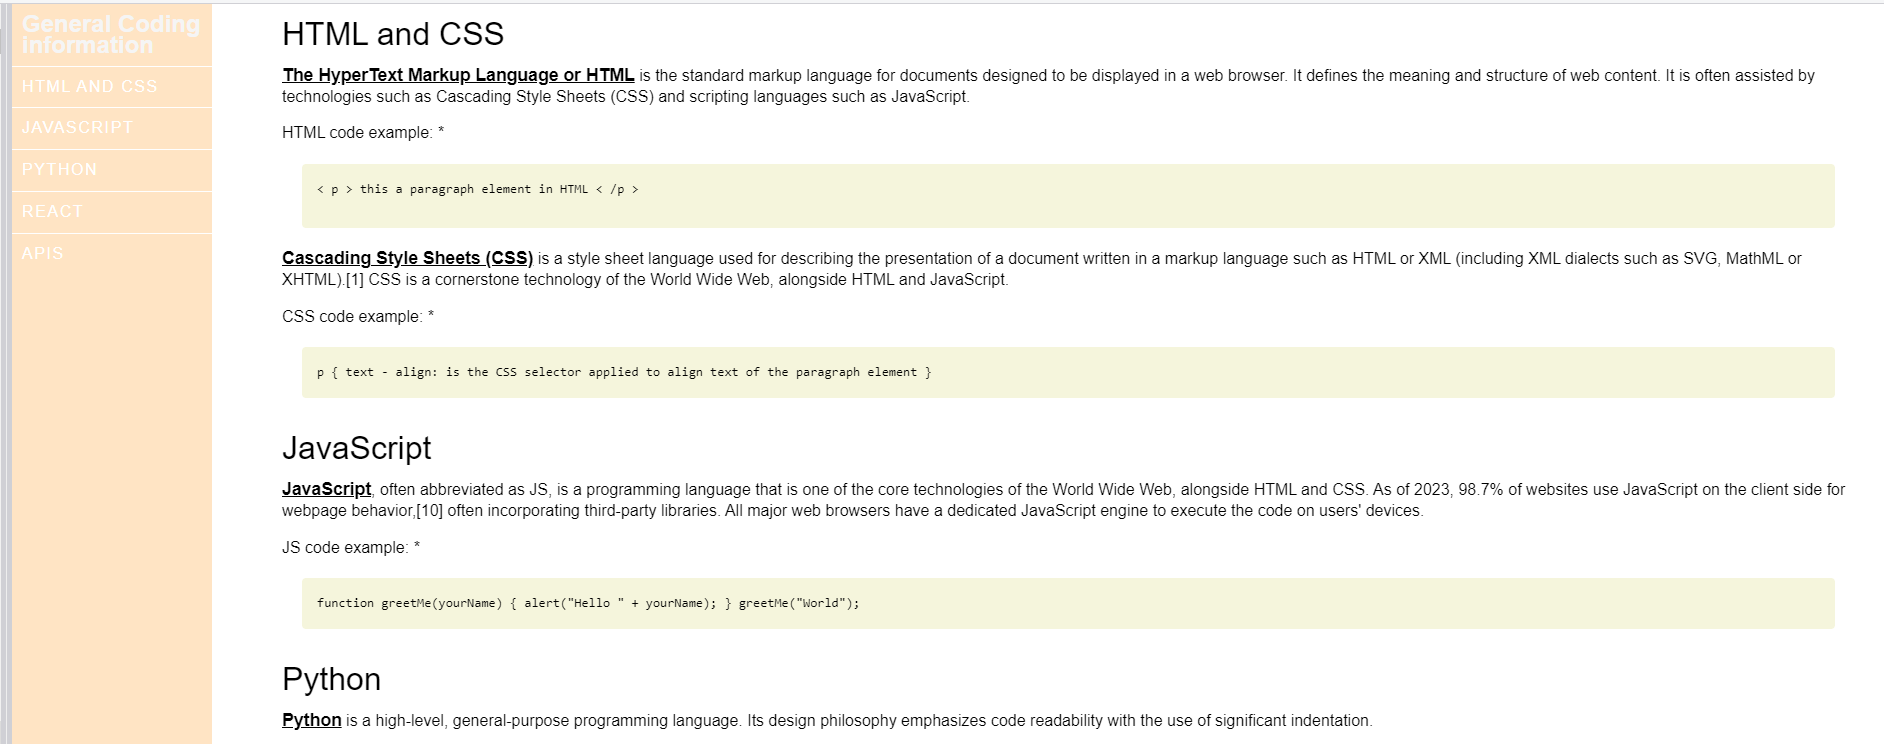 General Coding
information
HTML AND CSS
JAVASCRIPT
PYTHON
REACT
APIS
HTML and CSS
The HyperText Markup Language or HTML is the standard markup language for documents designed to be displayed in a web browser. It defines the meaning and structure of web content. It is often assisted by
technologies such as Cascading Style Sheets (CSS) and scripting languages such as JavaScript.
HTML code example: *
< p > this a paragraph element in HTML < /p >
Cascading Style Sheets (CSS) is a style sheet language used for describing the presentation of a document written in a markup language such as HTML or XML (including XML dialects such as SVG, MathML or
XHTML).[1] CSS is a cornerstone technology of the World Wide Web, alongside HTML and JavaScript.
CSS code example: *
p { text - align: is the CSS selector applied to align text of the paragraph element }
JavaScript
JavaScript, often abbreviated as JS, is a programming language that is one of the core technologies of the World Wide Web, alongside HTML and CSS. As of 2023, 98.7% of websites use JavaScript on the client side for
webpage behavior,[10] often incorporating third-party libraries. All major web browsers have a dedicated JavaScript engine to execute the code on users' devices.
JS code example: *
function greetMe(yourName) { alert("Hello " + yourName); } greetMe("World");
Python
Python is a high-level, general-purpose programming language. Its design philosophy emphasizes code readability with the use of significant indentation.